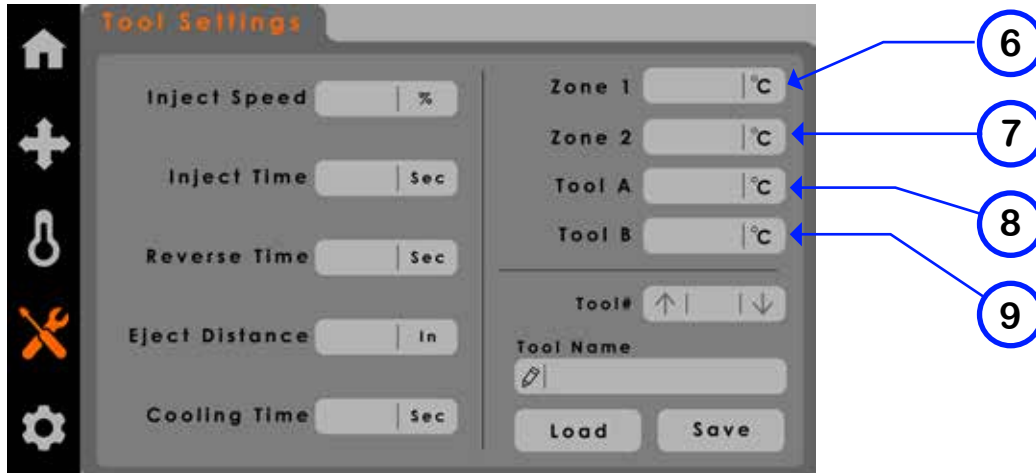 Tool Settings
Inject Speed %
Inject Time Sec
Reverse Time Sec
Eject Distance In
Cooling Time Sec
Zone 1 °C
Zone 2 °C
Tool A °C
Tool B °C
Tool#
Tool Name
Load Save
6
7
8
9